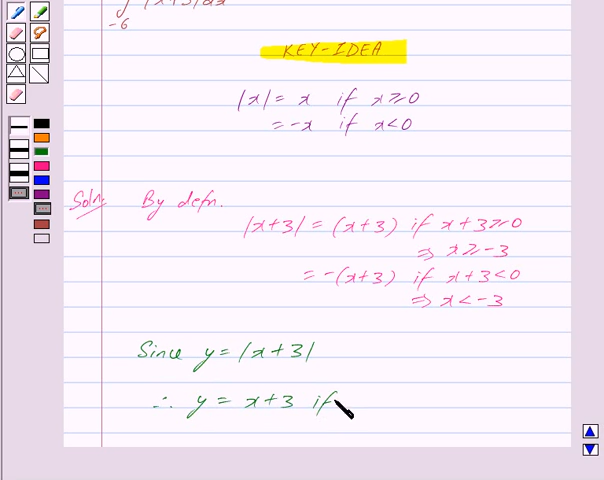 -6
KEY-IDEA
|x| = x if x≥0
= -x if x<0
Soln. By defn.
|x+3| = (x+3) if x+3≥0
⇒ x≥-3
= -(x+3) if x+3<0
⇒ x<-3
Since y = |x+3|
∴ y = x+3 if